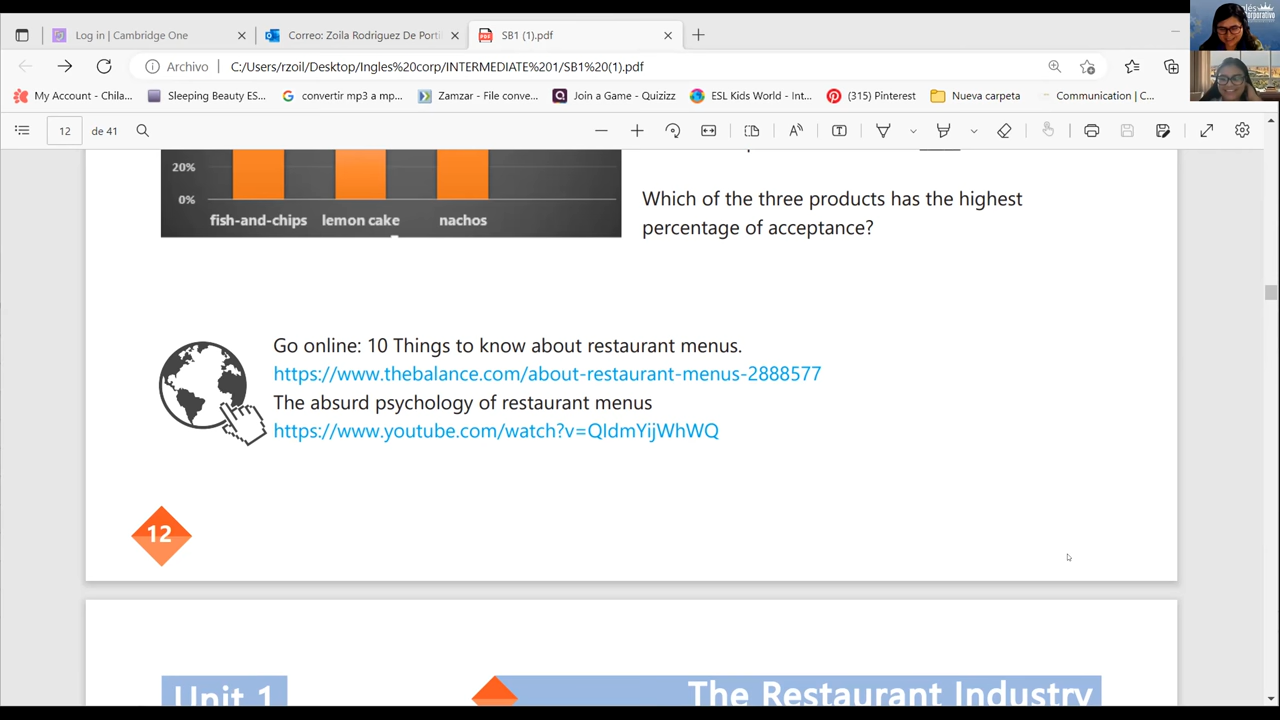 Log in | Cambridge One
Correo: Zoila Rodriguez De Porti
SB1 (1).pdf
Archivo
C:/Users/rzoil/Desktop/Ingles%20corp/INTERMEDIATE%201/SB1%20(1).pdf
My Account - Chila...
Sleeping Beauty ES...
convertir mp3 a mp...
Zamzar - File conve...
Join a Game - Quizizz
ESL Kids World - Int...
(315) Pinterest
Nueva carpeta
Communication | C...
12
de 41
20%
0%
fish-and-chips
lemon cake
nachos
Which of the three products has the highest
percentage of acceptance?
Go online: 10 Things to know about restaurant menus.
https://www.thebalance.com/about-restaurant-menus-2888577
The absurd psychology of restaurant menus
https://www.youtube.com/watch?v=QIdmYijWhWQ
12
Unit 1
The Restaurant Industry